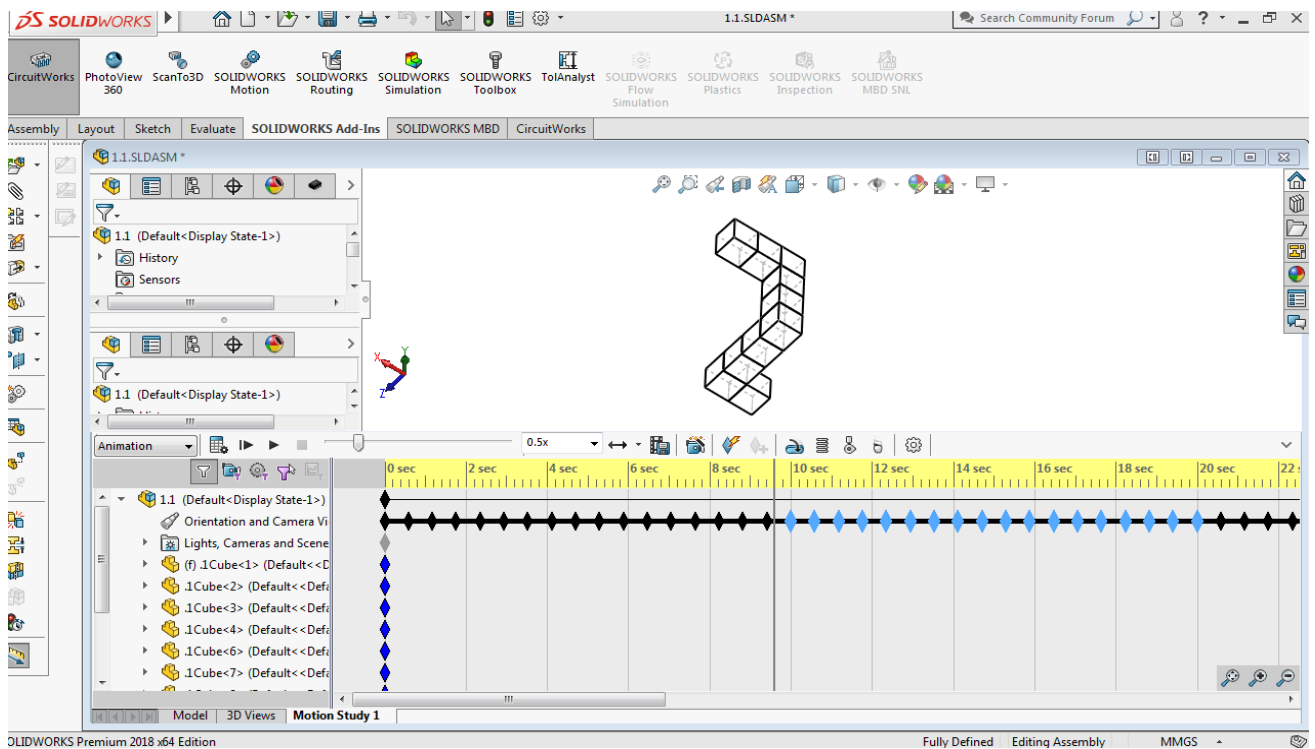 SOLIDWORKS
1.1.SLDASM *
Search Community Forum
CircuitWorks
PhotoView 360
ScanTo3D
SOLIDWORKS Motion
SOLIDWORKS Routing
SOLIDWORKS Simulation
SOLIDWORKS Toolbox
TolAnalyst
SOLIDWORKS Flow Simulation
SOLIDWORKS Plastics
SOLIDWORKS Inspection
SOLIDWORKS MBD SNL
Assembly Layout Sketch Evaluate SOLIDWORKS Add-Ins SOLIDWORKS MBD CircuitWorks
1.1.SLDASM *
1.1 (Default<Display State-1>)
History
Sensors
X Y Z
1.1 (Default<Display State-1>)
Animation 0.5x
0 sec 2 sec 4 sec 6 sec 8 sec 10 sec 12 sec 14 sec 16 sec 18 sec 20 sec 22
1.1 (Default<Display State-1>)
Orientation and Camera Vi
Lights, Cameras and Scene
(f) .1Cube<1> (Default<<D
.1Cube<2> (Default<<Defa
.1Cube<3> (Default<<Defa
.1Cube<4> (Default<<Defa
.1Cube<6> (Default<<Defa
.1Cube<7> (Default<<Defa
Model 3D Views Motion Study 1
OLIDWORKS Premium 2018 x64 Edition Fully Defined Editing Assembly MMGS